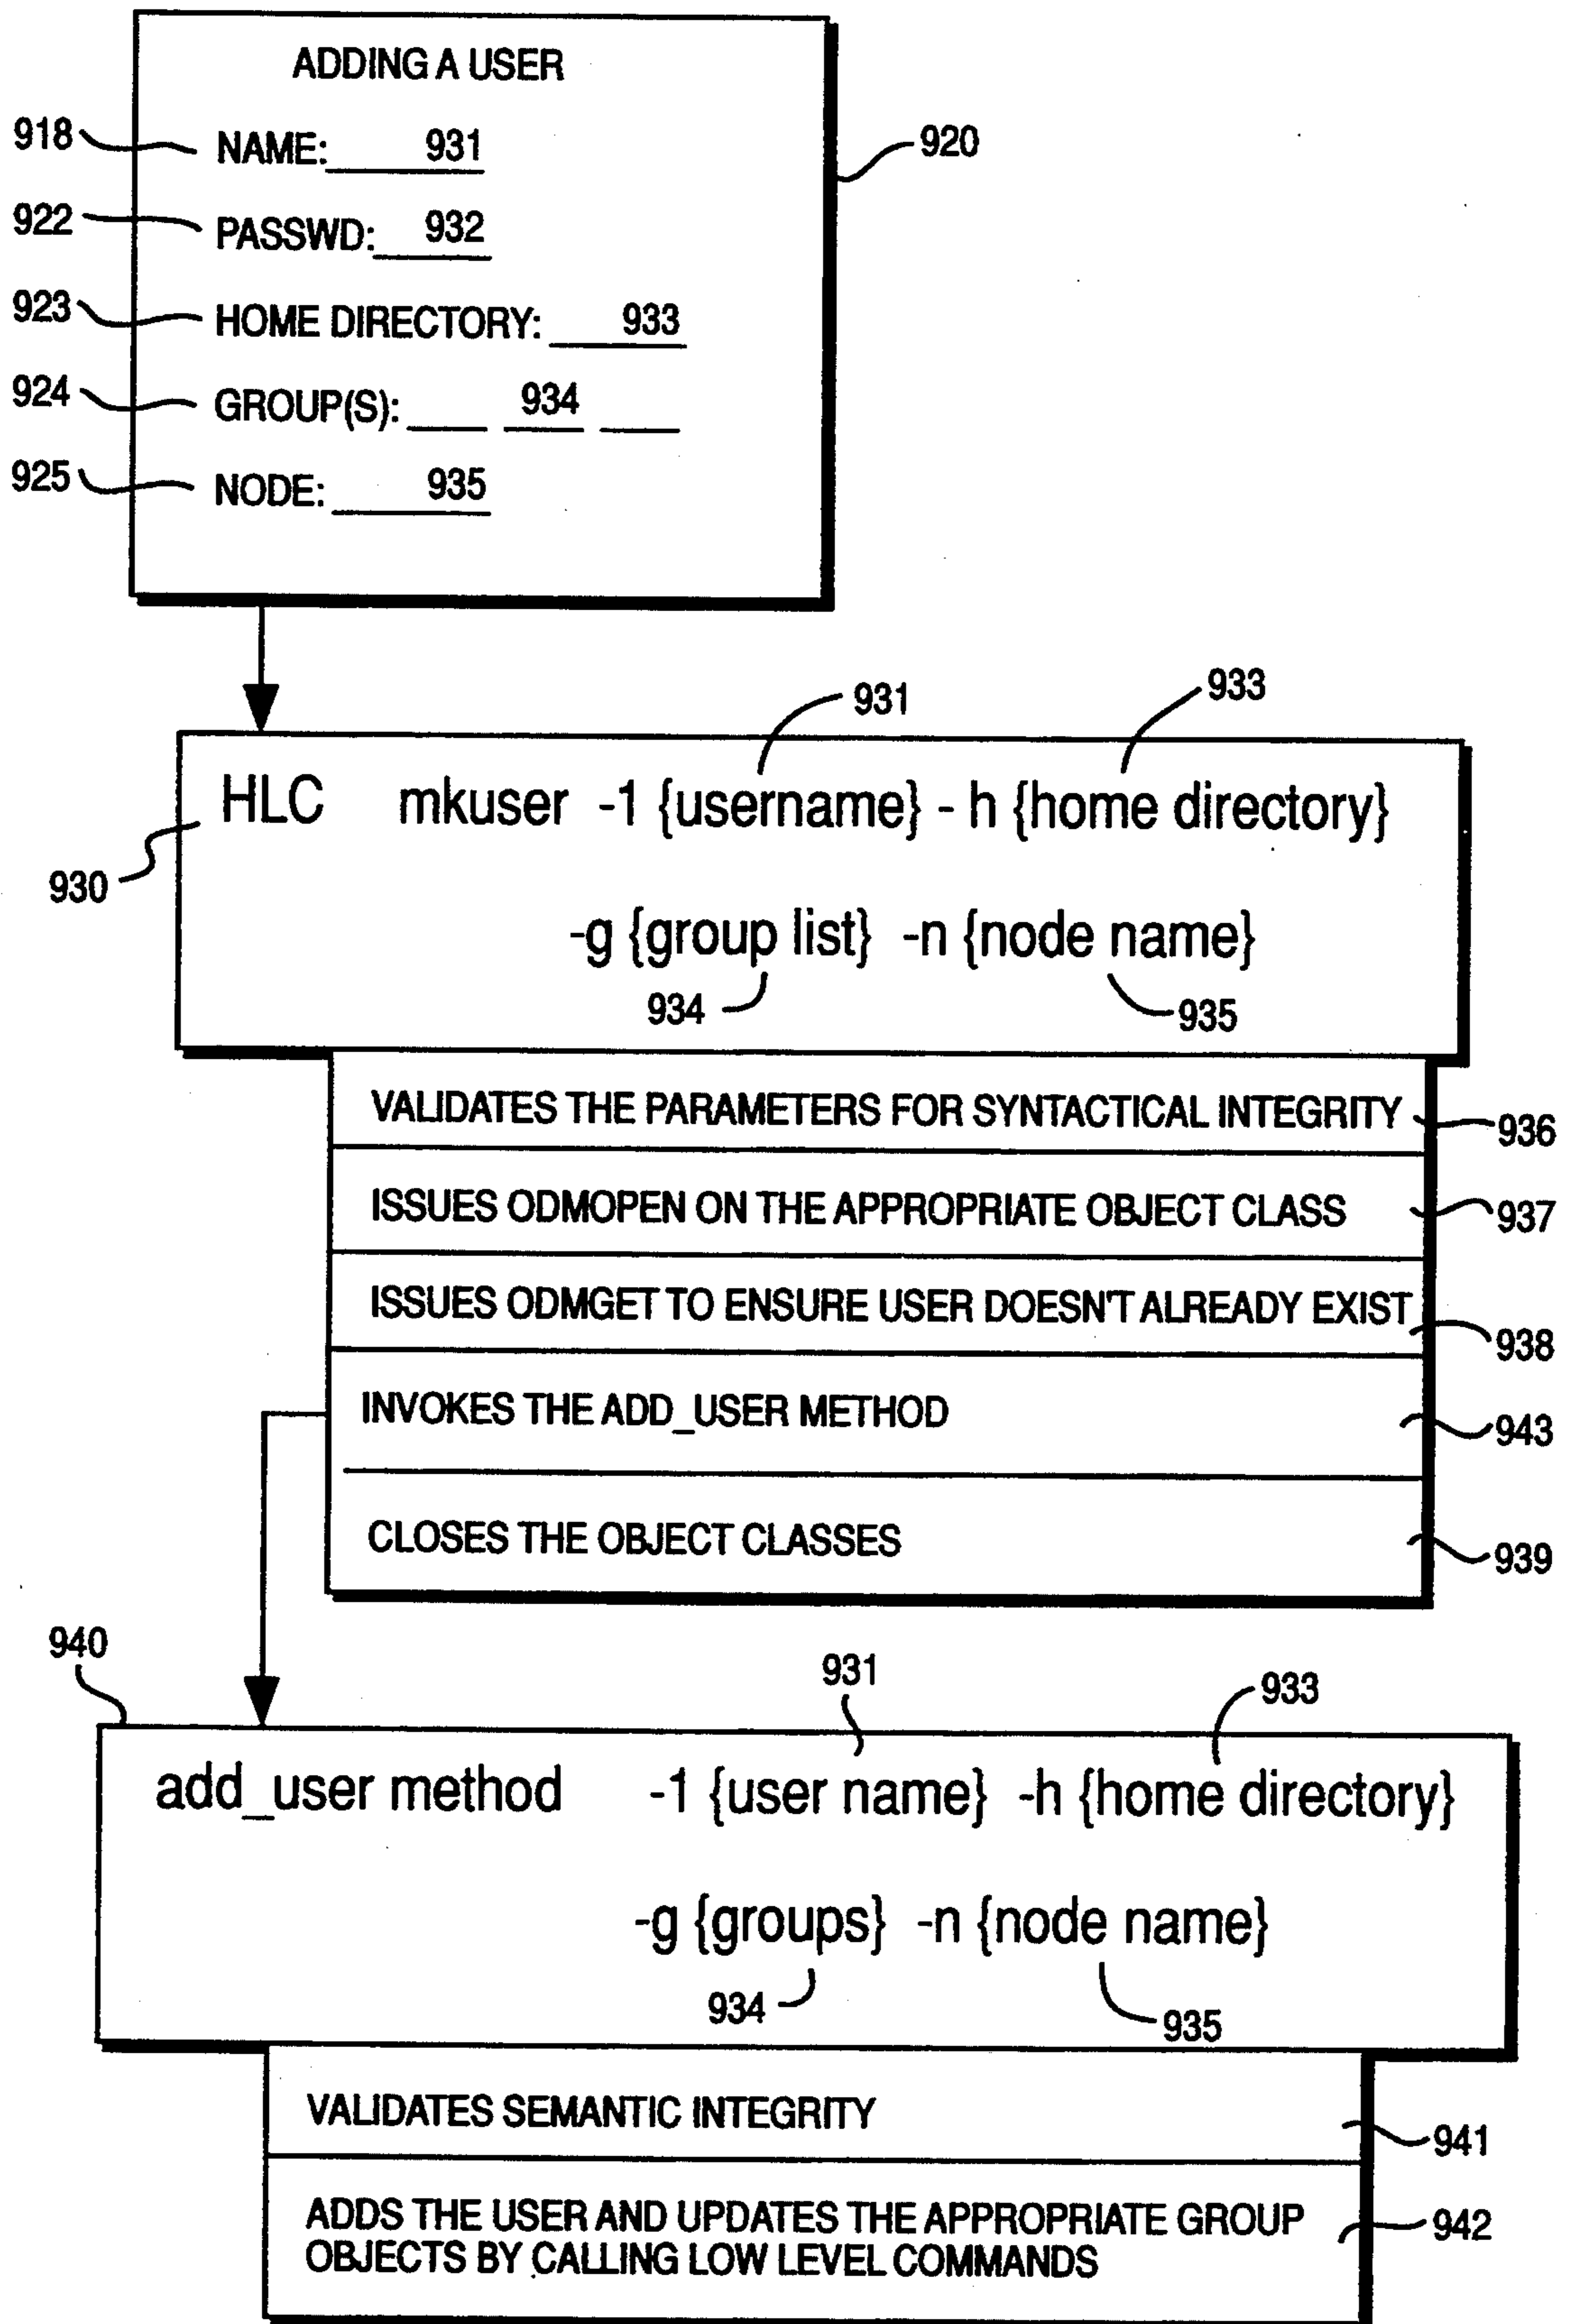 ADDING A USER
918 NAME: 931 920
922 PASSWD: 932
923 HOME DIRECTORY: 933
924 GROUP(S): 934
925 NODE: 935
931 933
HLC mkuser -1 {username} - h {home directory}
930
-g {group list} -n {node name}
934 935
VALIDATES THE PARAMETERS FOR SYNTACTICAL INTEGRITY 936
ISSUES ODMOPEN ON THE APPROPRIATE OBJECT CLASS 937
ISSUES ODMGET TO ENSURE USER DOESN'T ALREADY EXIST 938
INVOKES THE ADD_USER METHOD 943
CLOSES THE OBJECT CLASSES 939
940 931 933
add_user method -1 {user name} -h {home directory}
-g {groups} -n {node name}
934 935
VALIDATES SEMANTIC INTEGRITY 941
ADDS THE USER AND UPDATES THE APPROPRIATE GROUP 942
OBJECTS BY CALLING LOW LEVEL COMMANDS